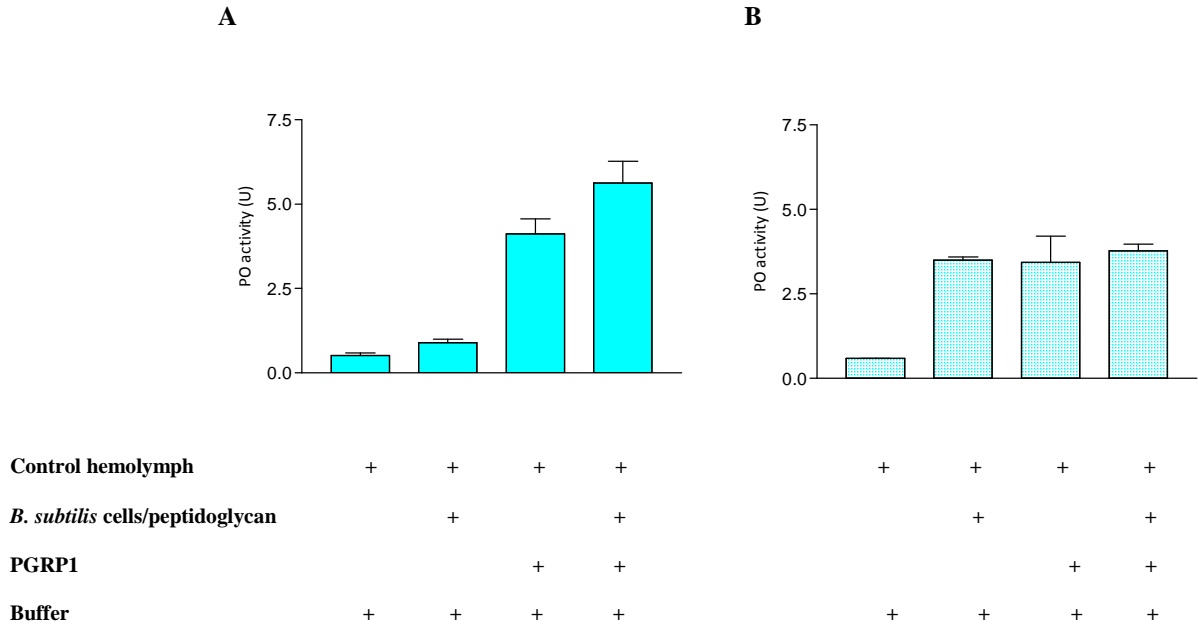 A B
7.5 7.5
5.0 5.0
PO activity (U) PO activity (U)
2.5 2.5
0.0 0.0
Control hemolymph + + + + + + + +
B. subtilis cells/peptidoglycan + + + +
PGRP1 + + + +
Buffer + + + + + + + +